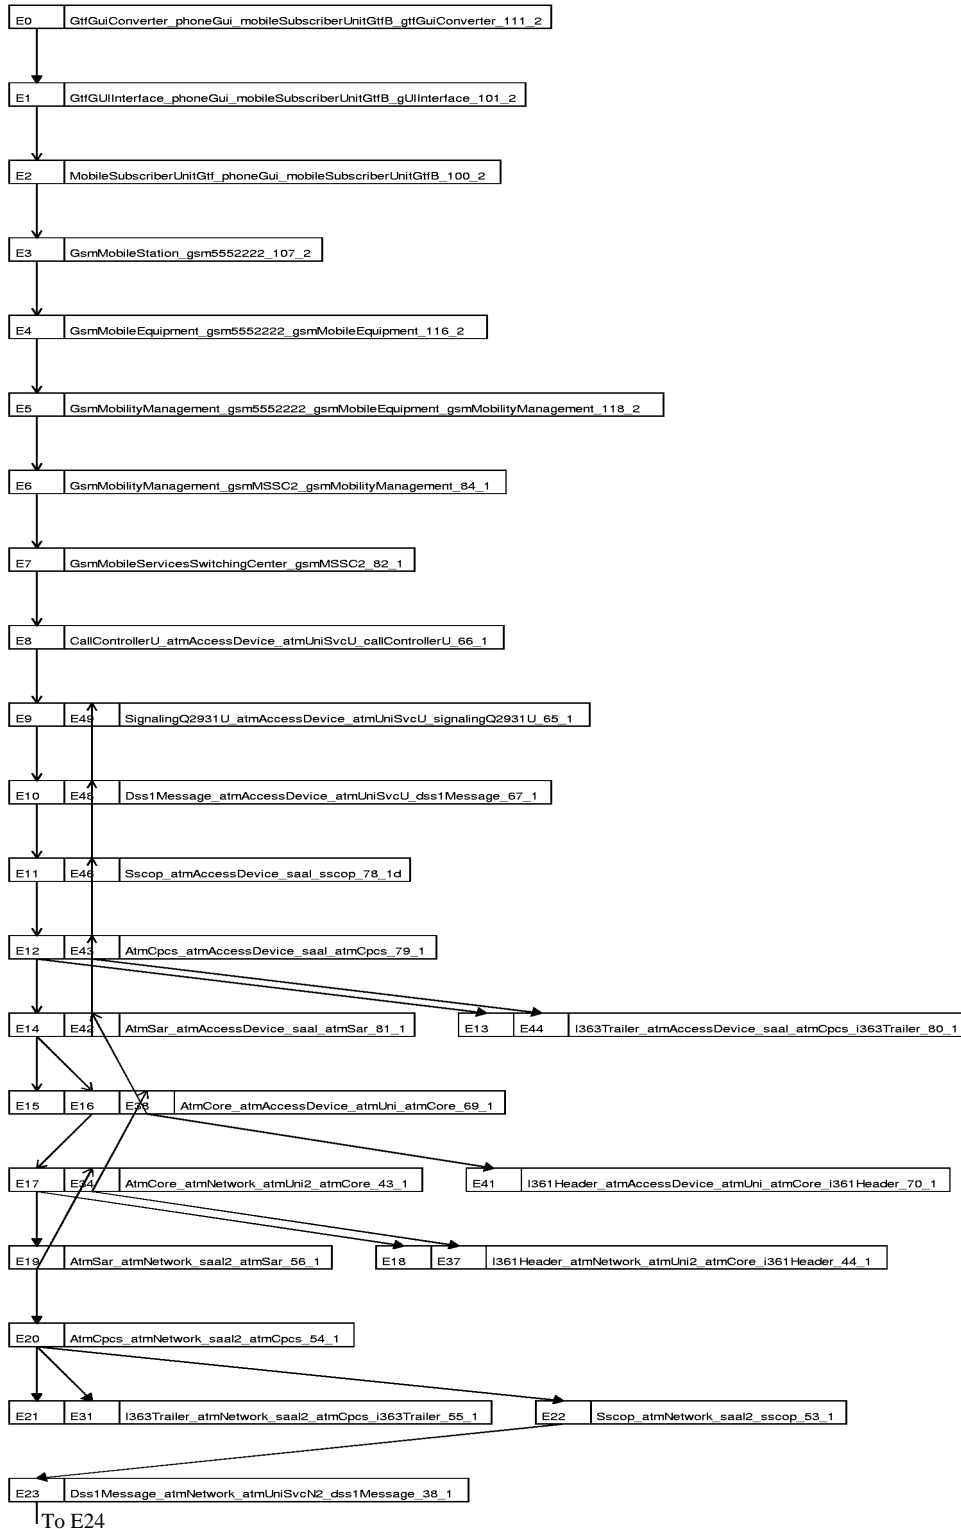 E0 GtfGuiConverter_phoneGui_mobileSubscriberUnitGtfB_gtfGuiConverter_111_2
E1 GtfGUIInterface_phoneGui_mobileSubscriberUnitGtfB_gUIInterface_101_2
E2 MobileSubscriberUnitGtf_phoneGui_mobileSubscriberUnitGtfB_100_2
E3 GsmMobileStation_gsm5552222_107_2
E4 GsmMobileEquipment_gsm5552222_gsmMobileEquipment_116_2
E5 GsmMobilityManagement_gsm5552222_gsmMobileEquipment_gsmMobilityManagement_118_2
E6 GsmMobilityManagement_gsmMSSC2_gsmMobilityManagement_84_1
E7 GsmMobileServicesSwitchingCenter_gsmMSSC2_82_1
E8 CallControllerU_atmAccessDevice_atmUniSvcU_callControllerU_66_1
E9 E49 SignalingQ2931U_atmAccessDevice_atmUniSvcU_signalingQ2931U_65_1
E10 E48 Dss1Message_atmAccessDevice_atmUniSvcU_dss1Message_67_1
E11 E46 Sscop_atmAccessDevice_saal_sscop_78_1d
E12 E43 AtmCpcs_atmAccessDevice_saal_atmCpcs_79_1
E14 E42 AtmSar_atmAccessDevice_saal_atmSar_81_1 E13 E44 I363Trailer_atmAccessDevice_saal_atmCpcs_i363Trailer_80_1
E15 E16 E38 AtmCore_atmAccessDevice_atmUni_atmCore_69_1
E17 E34 AtmCore_atmNetwork_atmUni2_atmCore_43_1 E41 I361Header_atmAccessDevice_atmUni_atmCore_i361Header_70_1
E19 AtmSar_atmNetwork_saal2_atmSar_56_1 E18 E37 I361Header_atmNetwork_atmUni2_atmCore_i361Header_44_1
E20 AtmCpcs_atmNetwork_saal2_atmCpcs_54_1
E21 E31 I363Trailer_atmNetwork_saal2_atmCpcs_i363Trailer_55_1 E22 Sscop_atmNetwork_saal2_sscop_53_1
E23 Dss1Message_atmNetwork_atmUniSvcN2_dss1Message_38_1
To E24